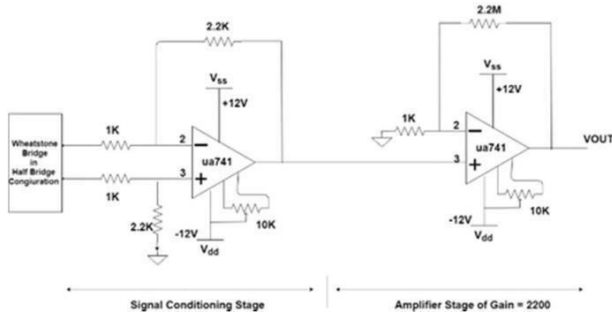 2.2K
Vss
+12V
1K
2
ua741
3
1K
2.2K
-12V
Vdd
10K
Wheatstone
Bridge
in
Half Bridge
Congiuration
2.2M
Vss
+12V
1K
2
ua741
3
VOUT
-12V
Vdd
10K
Signal Conditioning Stage
Amplifier Stage of Gain = 2200